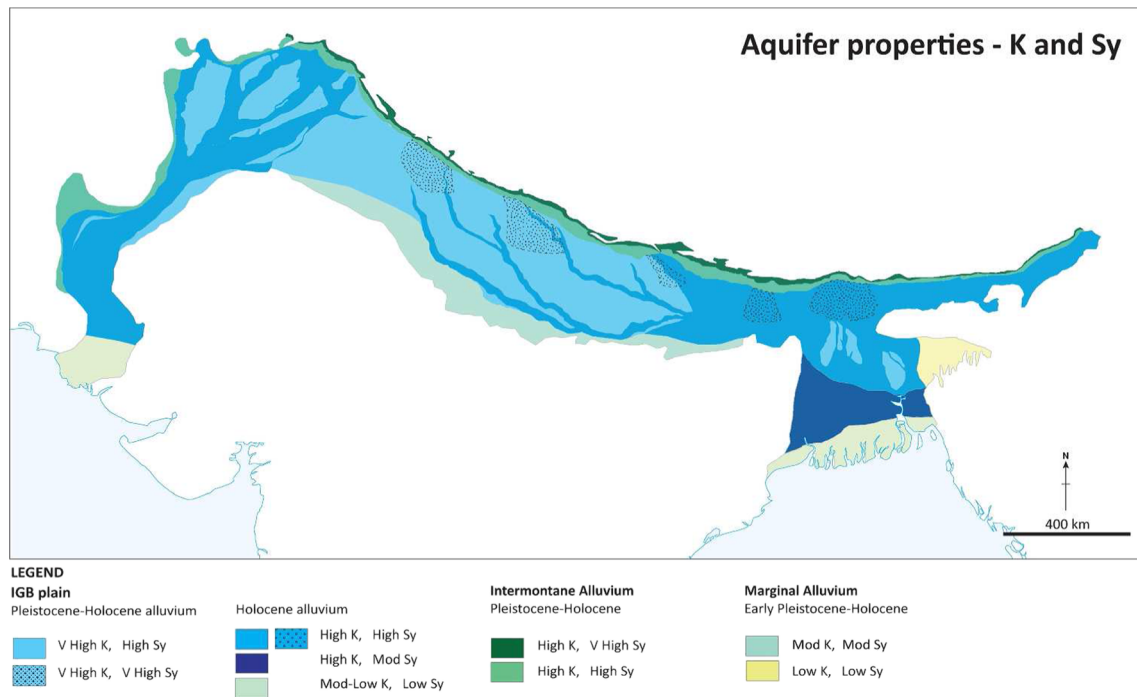 Aquifer properties - K and Sy
N
400 km
LEGEND
IGB plain
Pleistocene-Holocene alluvium
V High K, High Sy
V High K, V High Sy
Holocene alluvium
High K, High Sy
High K, Mod Sy
Mod-Low K, Low Sy
Intermontane Alluvium
Pleistocene-Holocene
High K, V High Sy
High K, High Sy
Marginal Alluvium
Early Pleistocene-Holocene
Mod K, Mod Sy
Low K, Low Sy